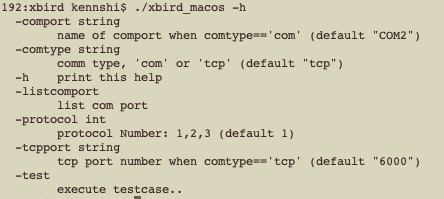 192:xbird kennshi$ ./xbird_macos -h
-comport string
name of comport when comtype=='com' (default "COM2")
-comtype string
comm type, 'com' or 'tcp' (default "tcp")
-h    print this help
-listcomport
list com port
-protocol int
protocol Number: 1,2,3 (default 1)
-tcpport string
tcp port number when comtype=='tcp' (default "6000")
-test
execute testcase..